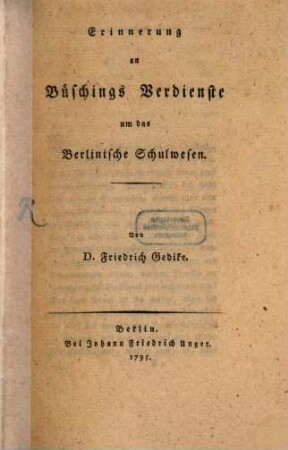 Erinnerung
an
Büschings Verdienste
um das
Berlinische Schulwesen.
Von
D. Friedrich Gedike.
Berlin.
Bei Johann Friedrich Unger.
1795.